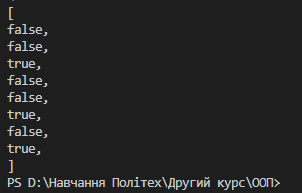 [
false,
false,
true,
false,
false,
true,
false,
true,
]
PS D:\Навчання Політех\Другий курс\ООП>